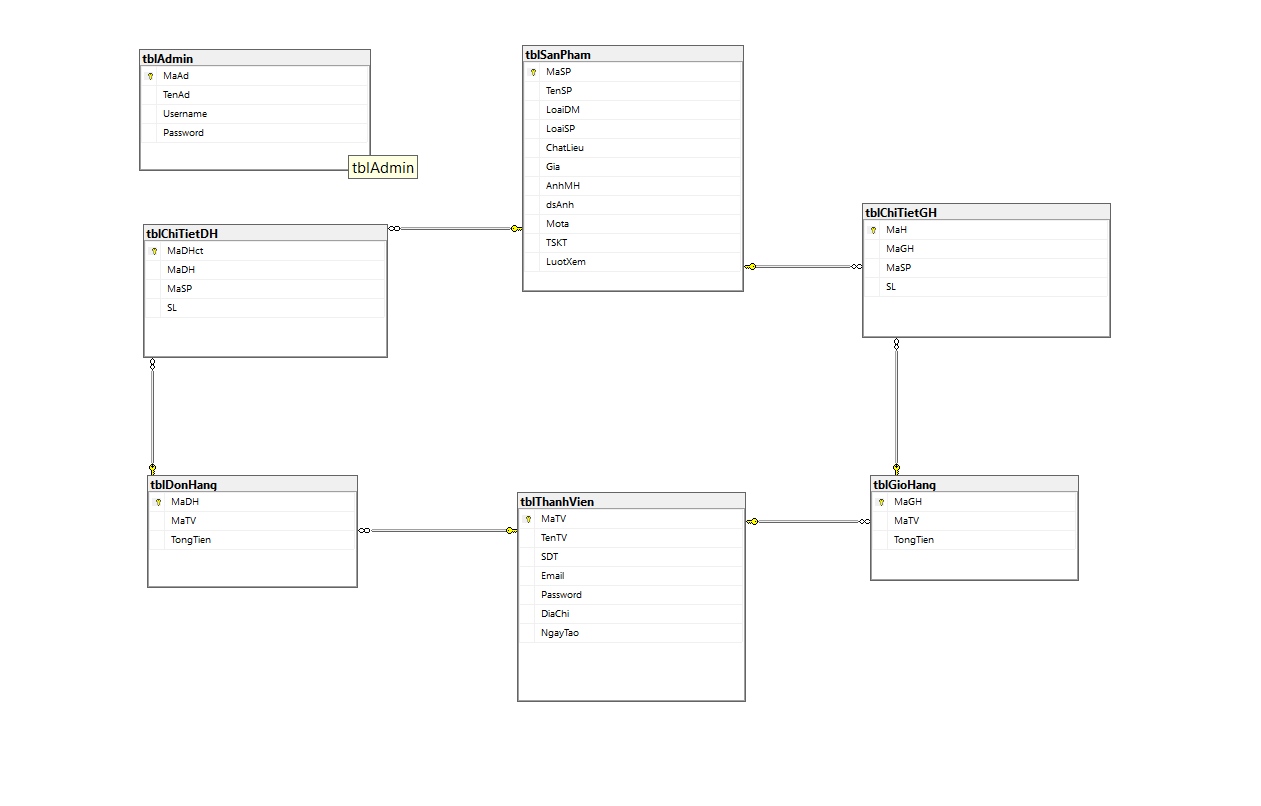 tblAdmin
MaAd
TenAd
Username
Password
tblAdmin
tblSanPham
MaSP
TenSP
LoaiDM
LoaiSP
ChatLieu
Gia
AnhMH
dsAnh
Mota
TSKT
LuotXem
tblChiTietGH
MaH
MaGH
MaSP
SL
tblChiTietDH
MaDHct
MaDH
MaSP
SL
tblDonHang
MaDH
MaTV
TongTien
tblThanhVien
MaTV
TenTV
SDT
Email
Password
DiaChi
NgayTao
tblGioHang
MaGH
MaTV
TongTien